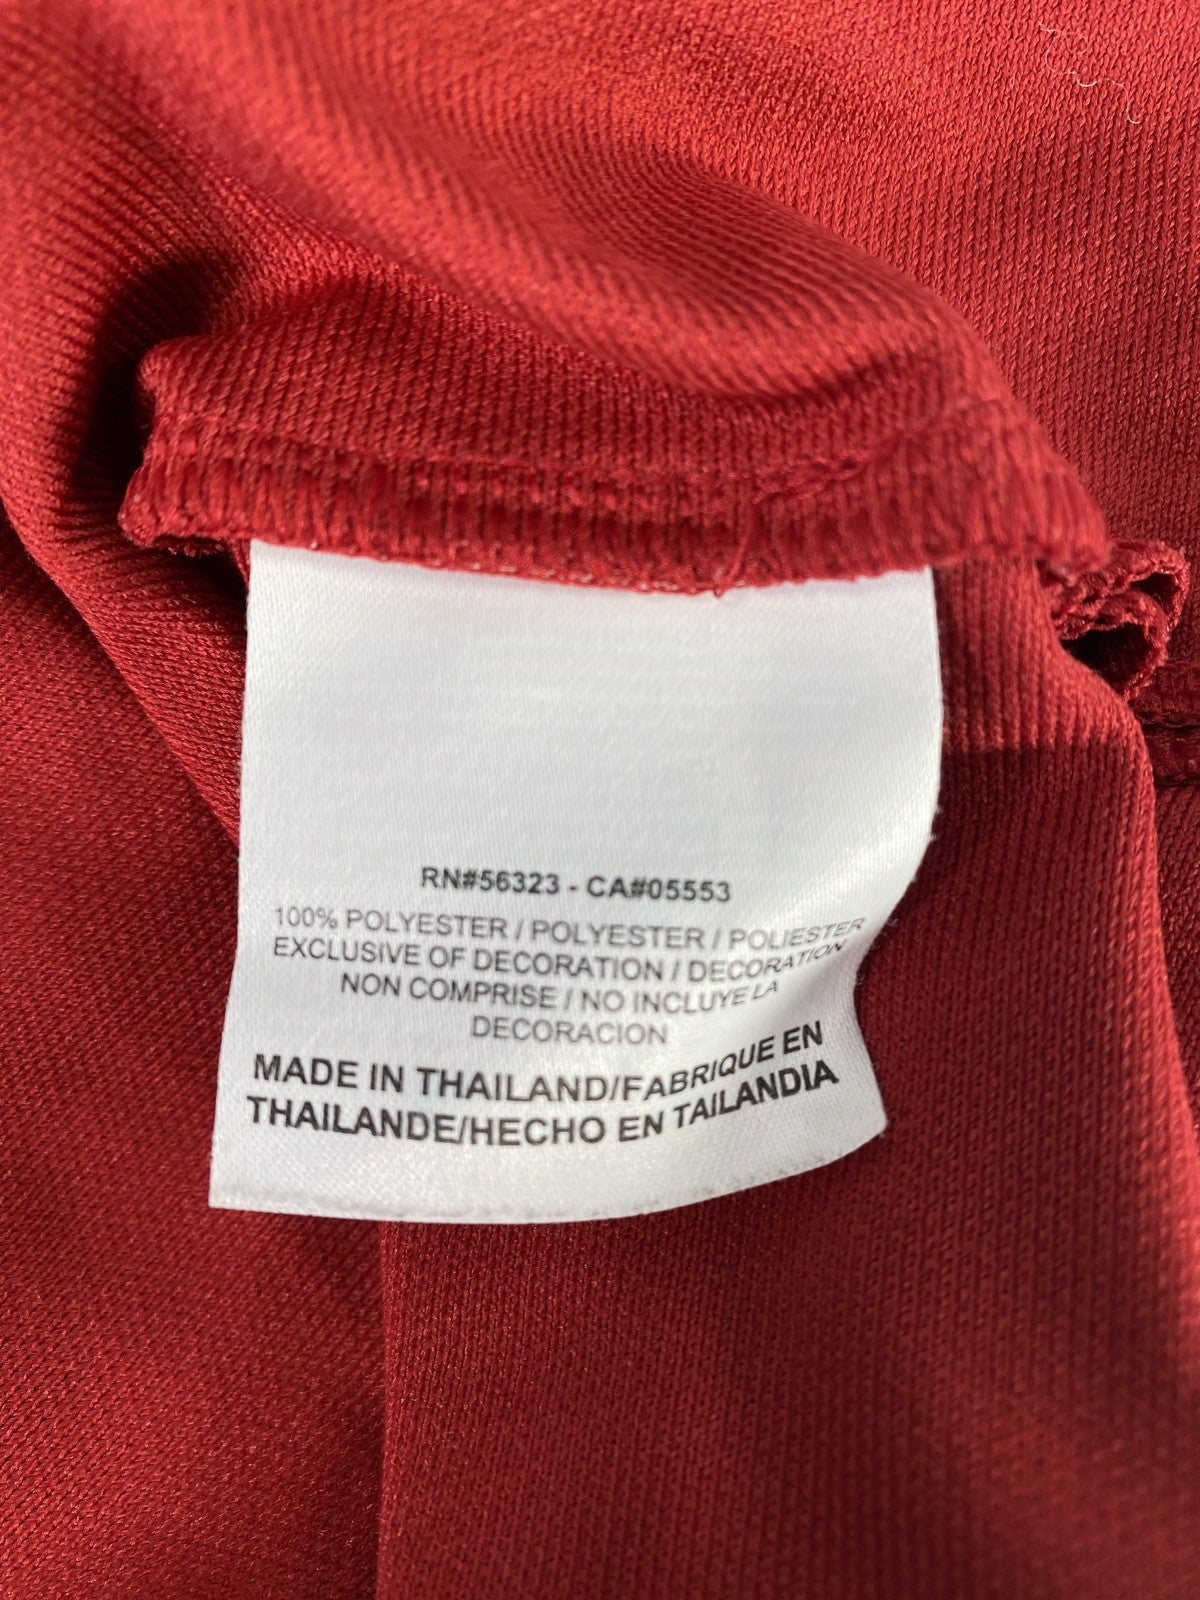 RN#56323 - CA#05553
100% POLYESTER / POLYESTER / POLIESTER
EXCLUSIVE OF DECORATION / DECORATION
NON COMPRISE / NO INCLUYE LA
DECORACION
MADE IN THAILAND/FABRIQUE EN
THAILANDE/HECHO EN TAILANDIA